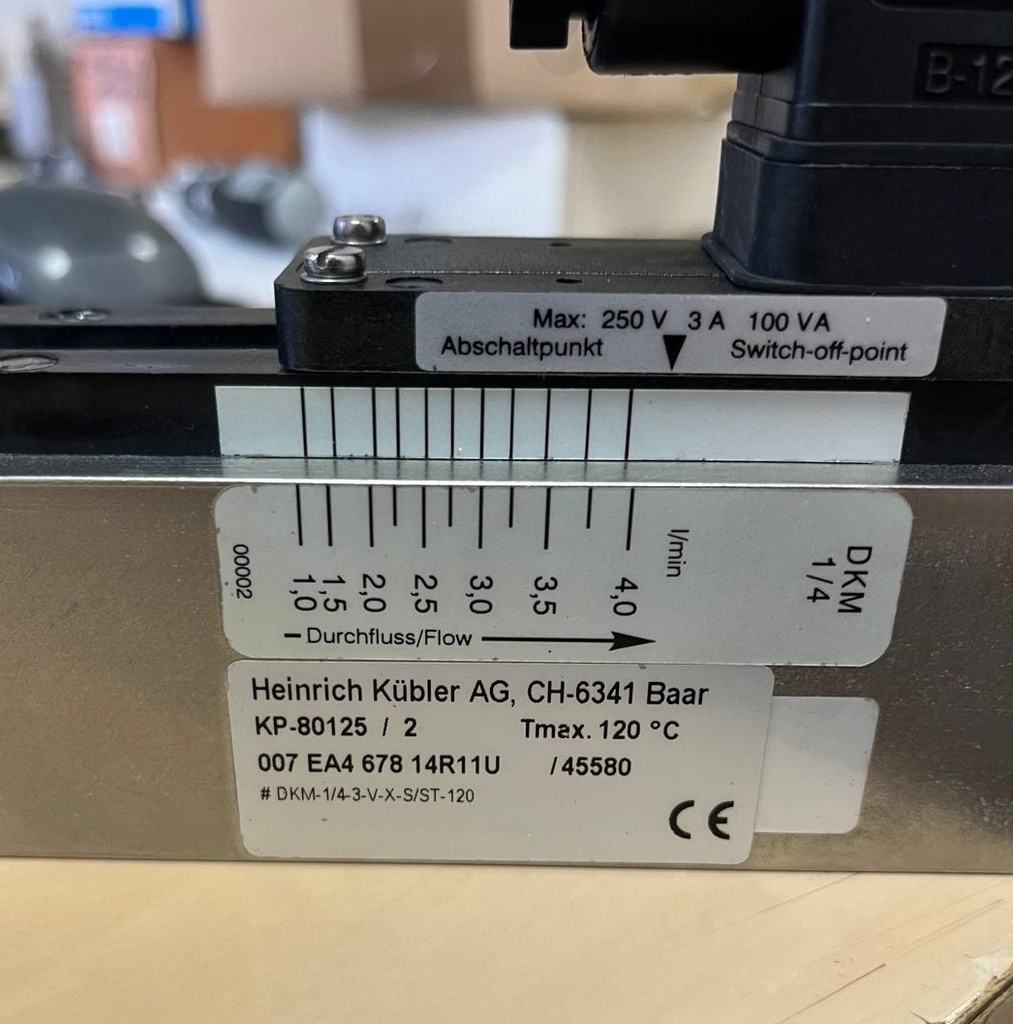 B-12
Max: 250 V 3 A 100 VA
Abschaltpunkt Switch-off-point
00002
1,0 1,5 2,0 2,5 3,0 3,5 4,0
l/min
DKM
1/4
Durchfluss/Flow
Heinrich Kübler AG, CH-6341 Baar
KP-80125 / 2 Tmax. 120 °C
007 EA4 678 14R11U /45580
# DKM-1/4-3-V-X-S/ST-120
CE